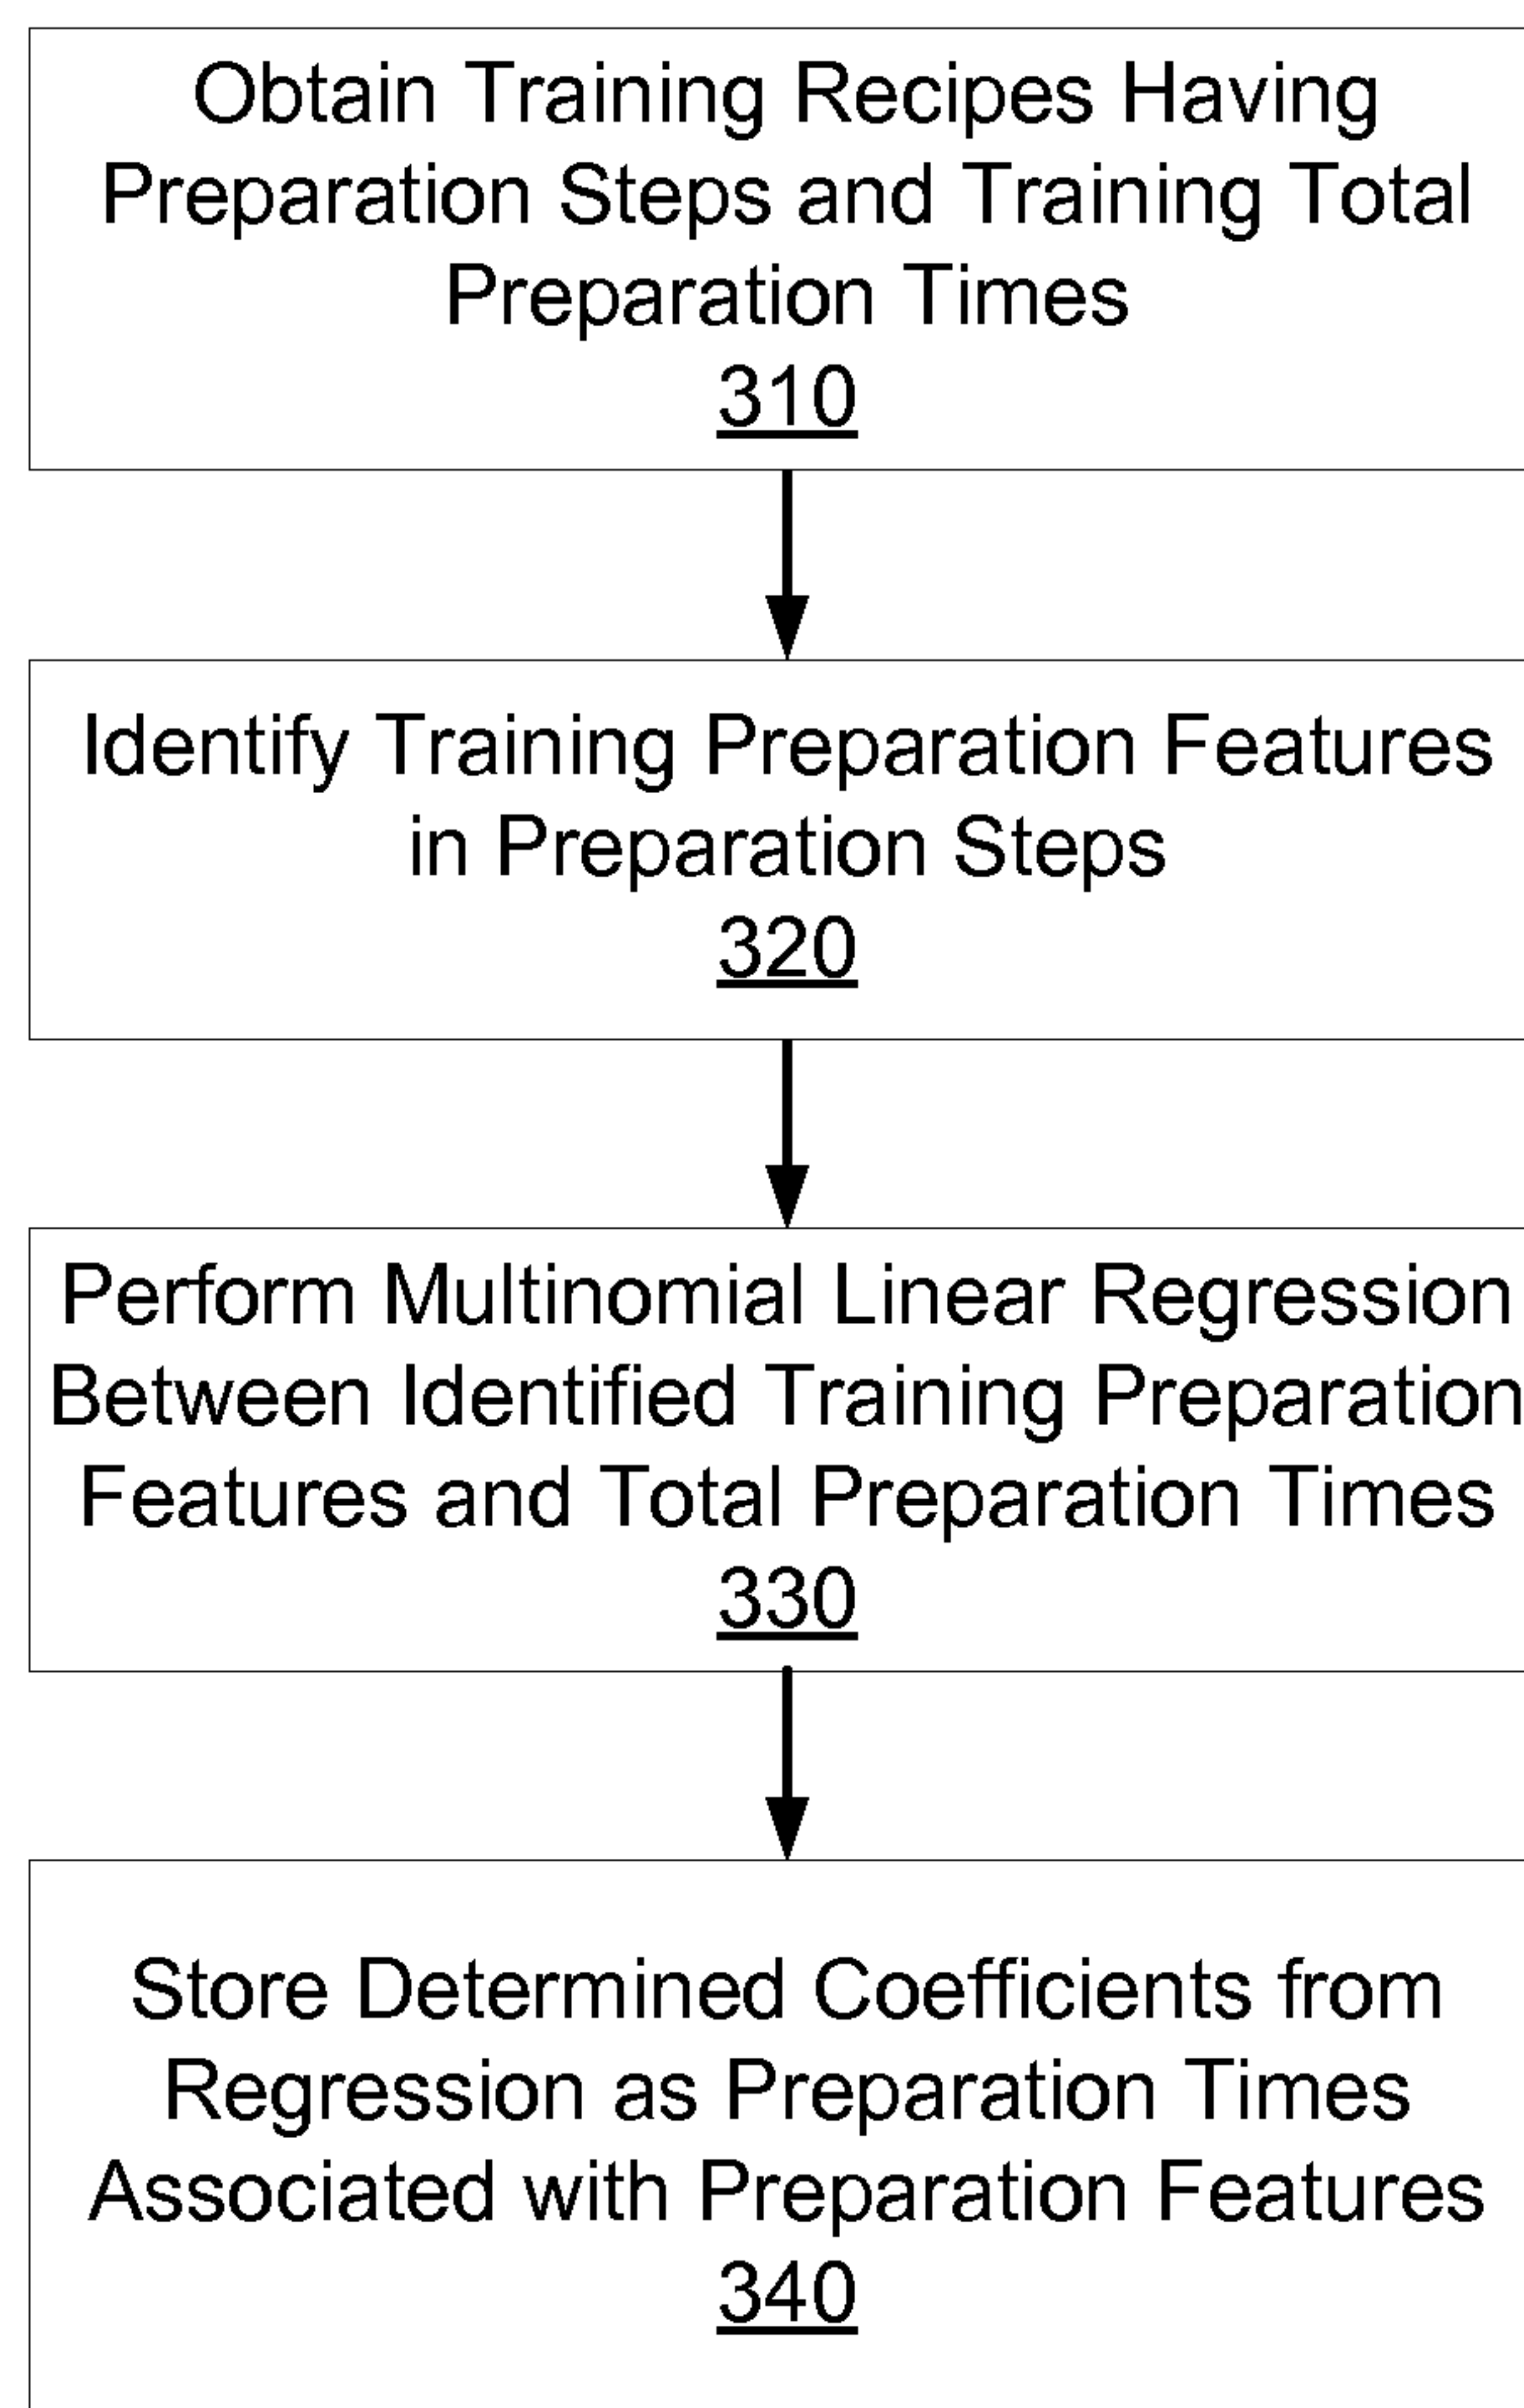 Obtain Training Recipes Having
Preparation Steps and Training Total
Preparation Times
310
Identify Training Preparation Features
in Preparation Steps
320
Perform Multinomial Linear Regression
Between Identified Training Preparation
Features and Total Preparation Times
330
Store Determined Coefficients from
Regression as Preparation Times
Associated with Preparation Features
340